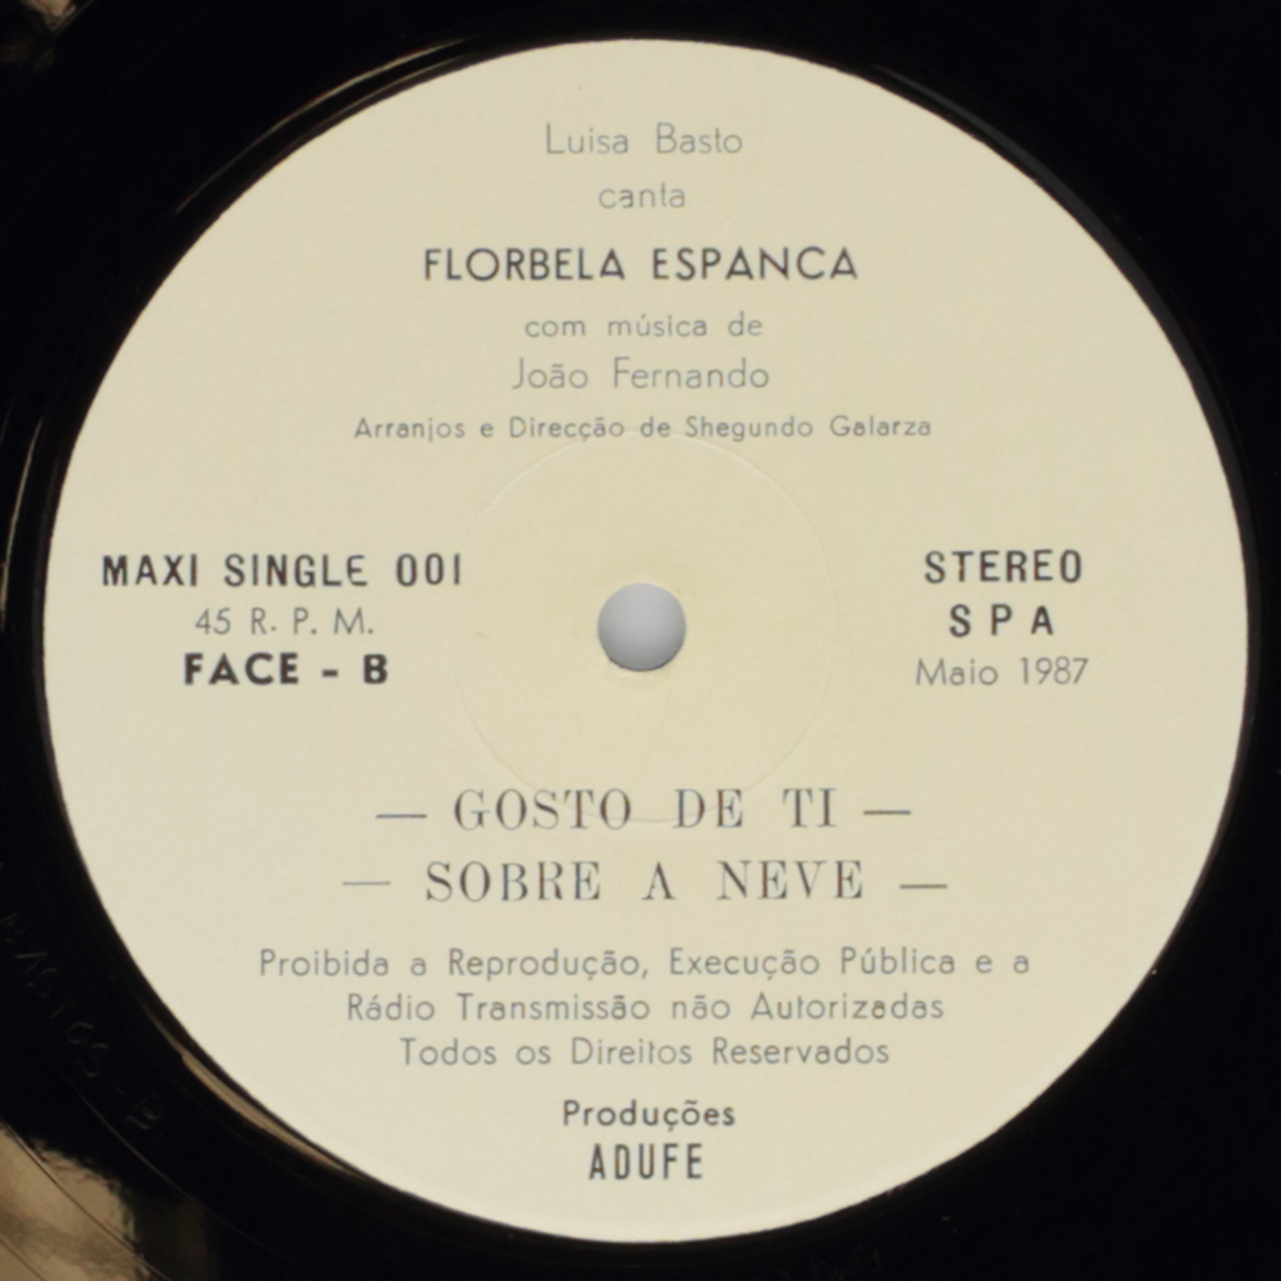 Luisa Basto
canta
FLORBELA ESPANCA
com música de
João Fernando
Arranjos e Direcção de Shegundo Galarza
MAXI SINGLE 001
45 R. P. M.
FACE - B
STEREO
S P A
Maio 1987
— GOSTO DE TI —
— SOBRE A NEVE —
Proibida a Reprodução, Execução Pública e a
Rádio Transmissão não Autorizadas
Todos os Direitos Reservados
Produções
ADUFE
BASTOS - B